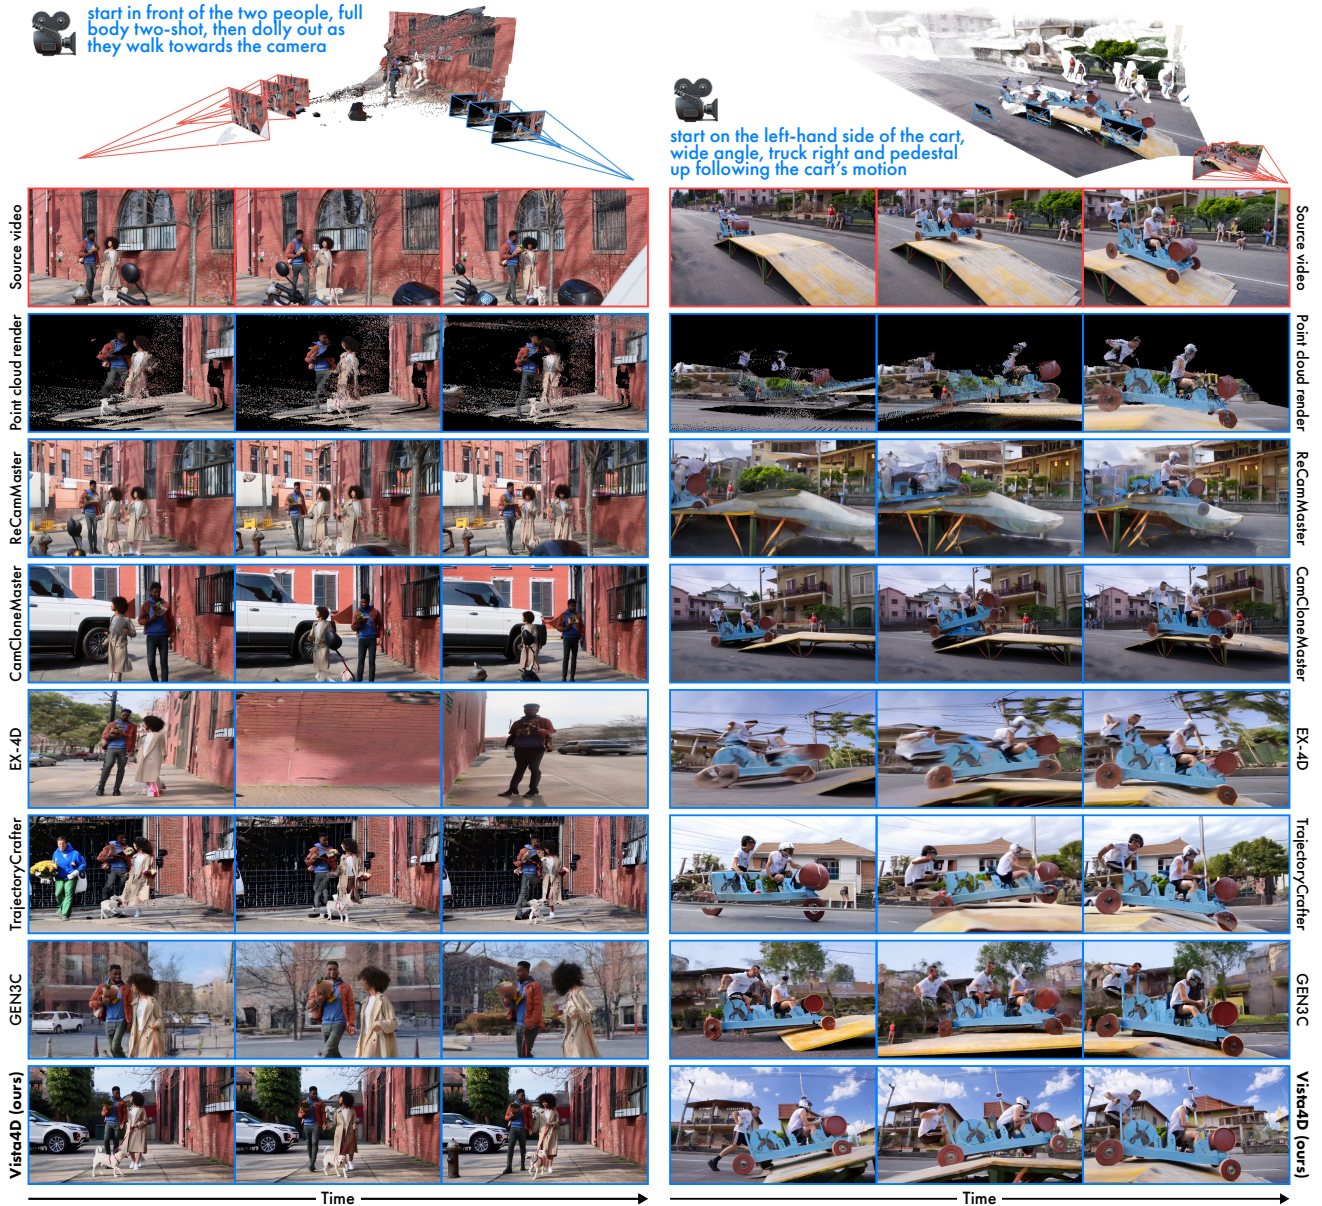 start in front of the two people, full
body two-shot, then dolly out as
they walk towards the camera
start on the left-hand side of the cart,
wide angle, truck right and pedestal
up following the cart's motion
Source video
Source video
Point cloud render
Point cloud render
ReCamMaster
ReCamMaster
CamCloneMaster
CamCloneMaster
EX-4D
EX-4D
TrajectoryCrafter
TrajectoryCrafter
GEN3C
GEN3C
Vista4D (ours)
Vista4D (ours)
Time
Time